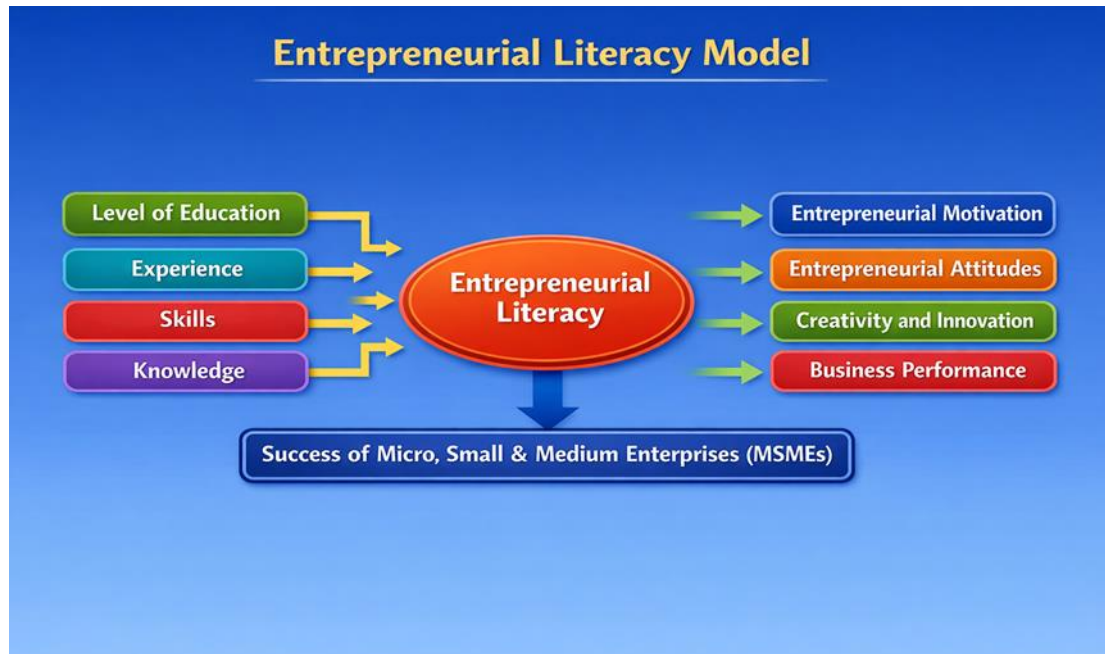 Entrepreneurial Literacy Model
Level of Education
Experience
Skills
Knowledge
Entrepreneurial
Literacy
Entrepreneurial Motivation
Entrepreneurial Attitudes
Creativity and Innovation
Business Performance
Success of Micro, Small & Medium Enterprises (MSMEs)